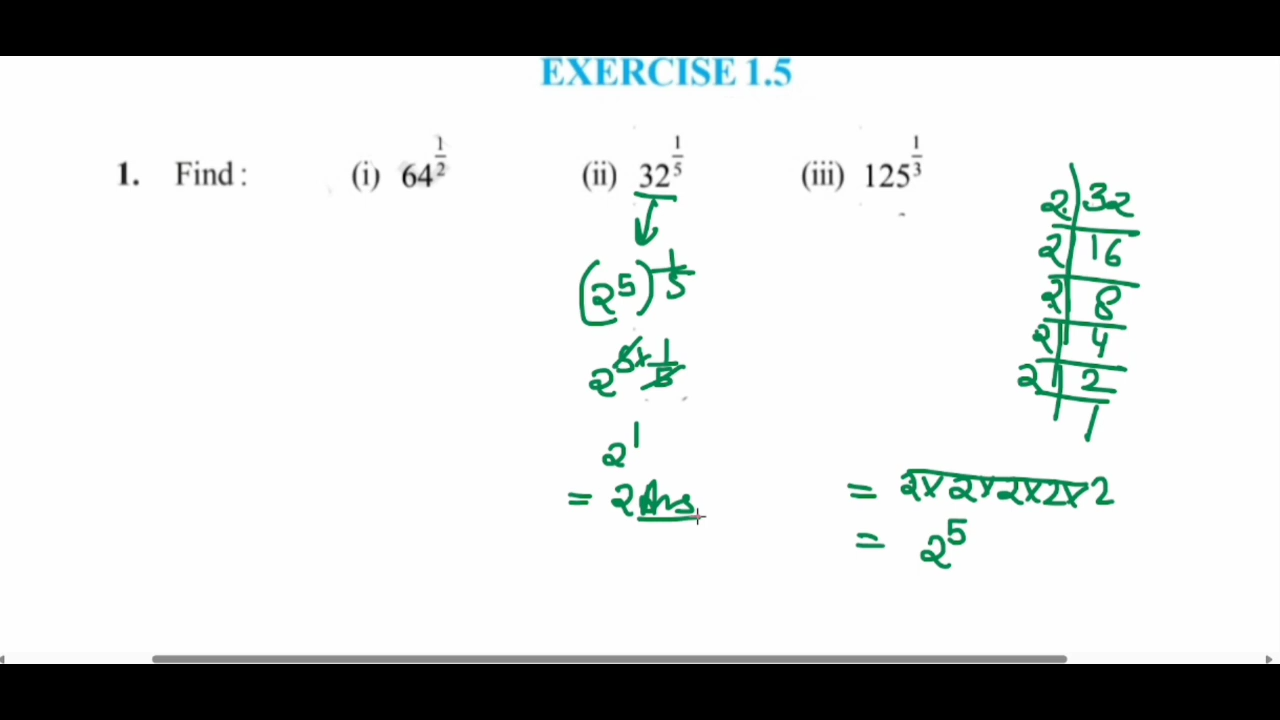 EXERCISE 1.5
1. Find : (i) 64^1/2 (ii) 32^1/5 (iii) 125^1/3
(2^5)^1/5
2^5×1/5
2^1
= 2 Ans
2 | 32
2 | 16
2 | 8
2 | 4
2 | 2
1
= 2×2×2×2×2
= 2^5